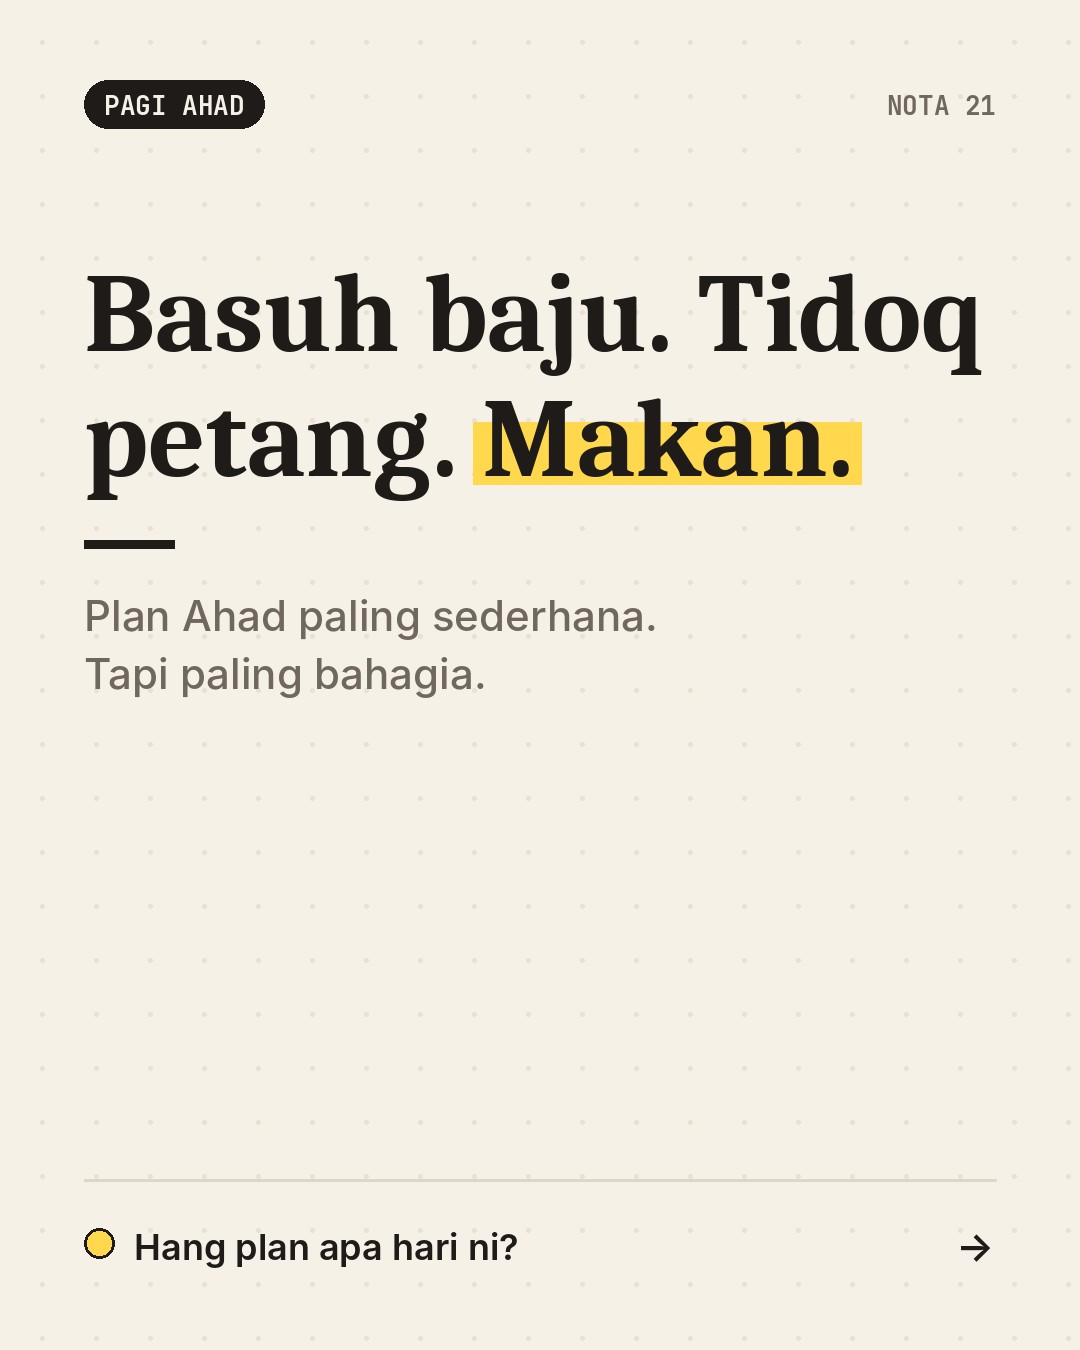 PAGI AHAD
NOTA 21
Basuh baju. Tidoq
petang. Makan.
Plan Ahad paling sederhana.
Tapi paling bahagia.
Hang plan apa hari ni?
→